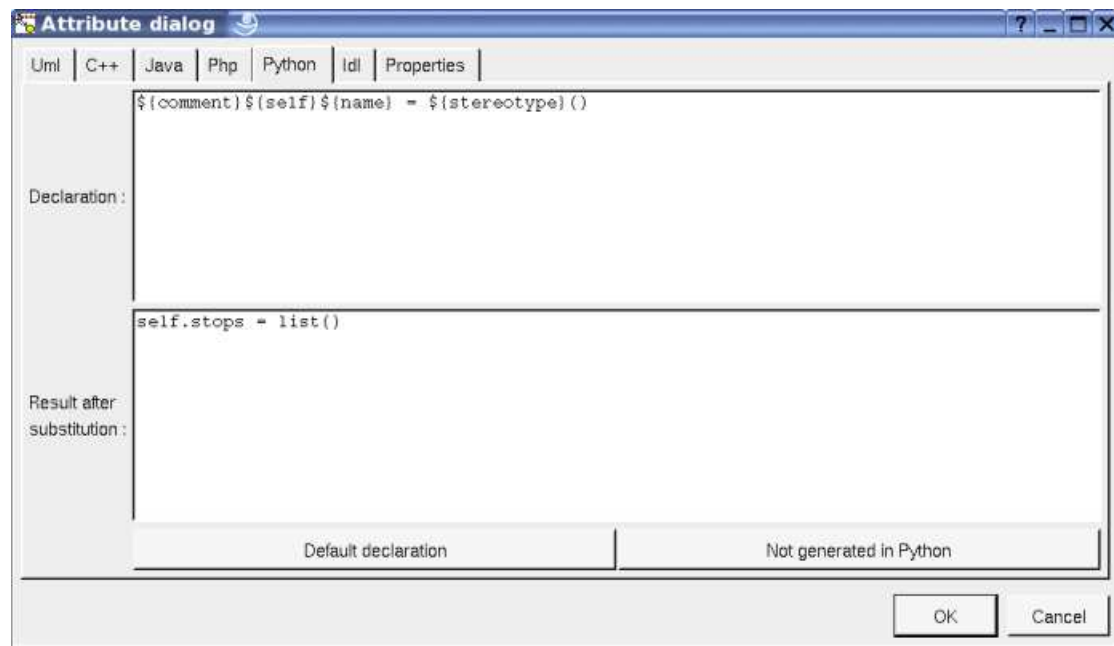 Attribute dialog
Uml C++ Java Php Python Idl Properties
Declaration :
${comment}${self}${name} = ${stereotype}()
Result after
substitution :
self.stops = list()
Default declaration Not generated in Python
OK Cancel